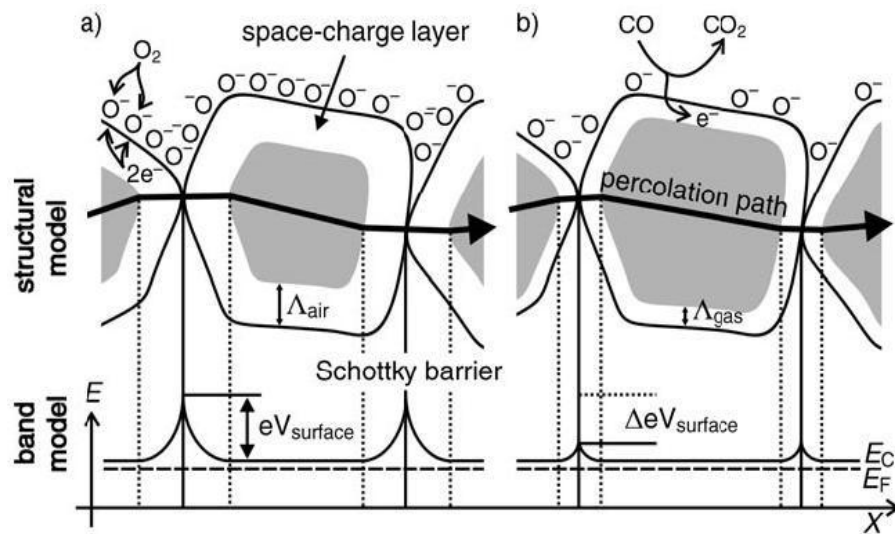 a)
O₂
space-charge layer
O⁻ O⁻ O⁻ O⁻ O⁻ O⁻
⁻O O⁻ O⁻ O⁻ O⁻ O⁻ O⁻ O⁻ ⁻O
O⁼O⁻
O⁻
2e⁻
Λair
b)
CO CO₂
O⁻ O⁻ O⁻ O⁻ ⁻O
O⁼O⁻
O⁻
e⁻
percolation path
Λgas
structural model
Schottky barrier
band model
E
eVsurface
ΔeVsurface
EC
EF
X